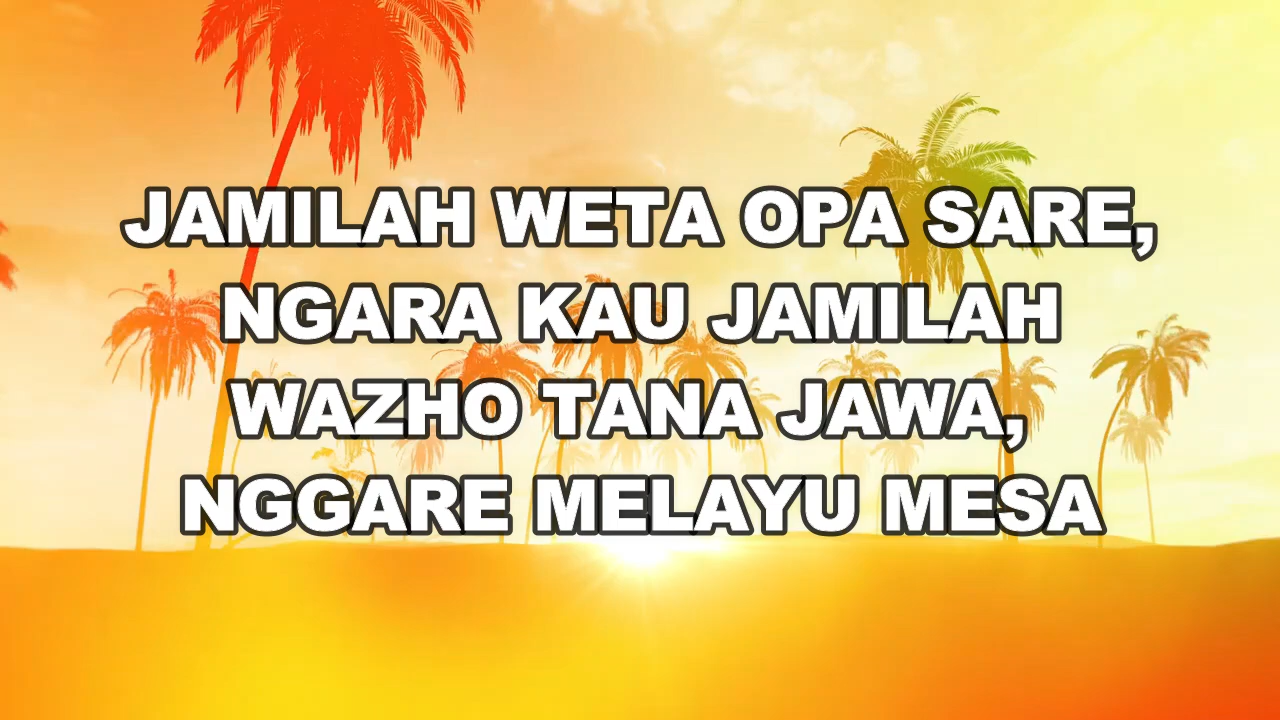 JAMILAH WETA OPA SARE,
NGARA KAU JAMILAH
WAZHO TANA JAWA,
NGGARE MELAYU MESA